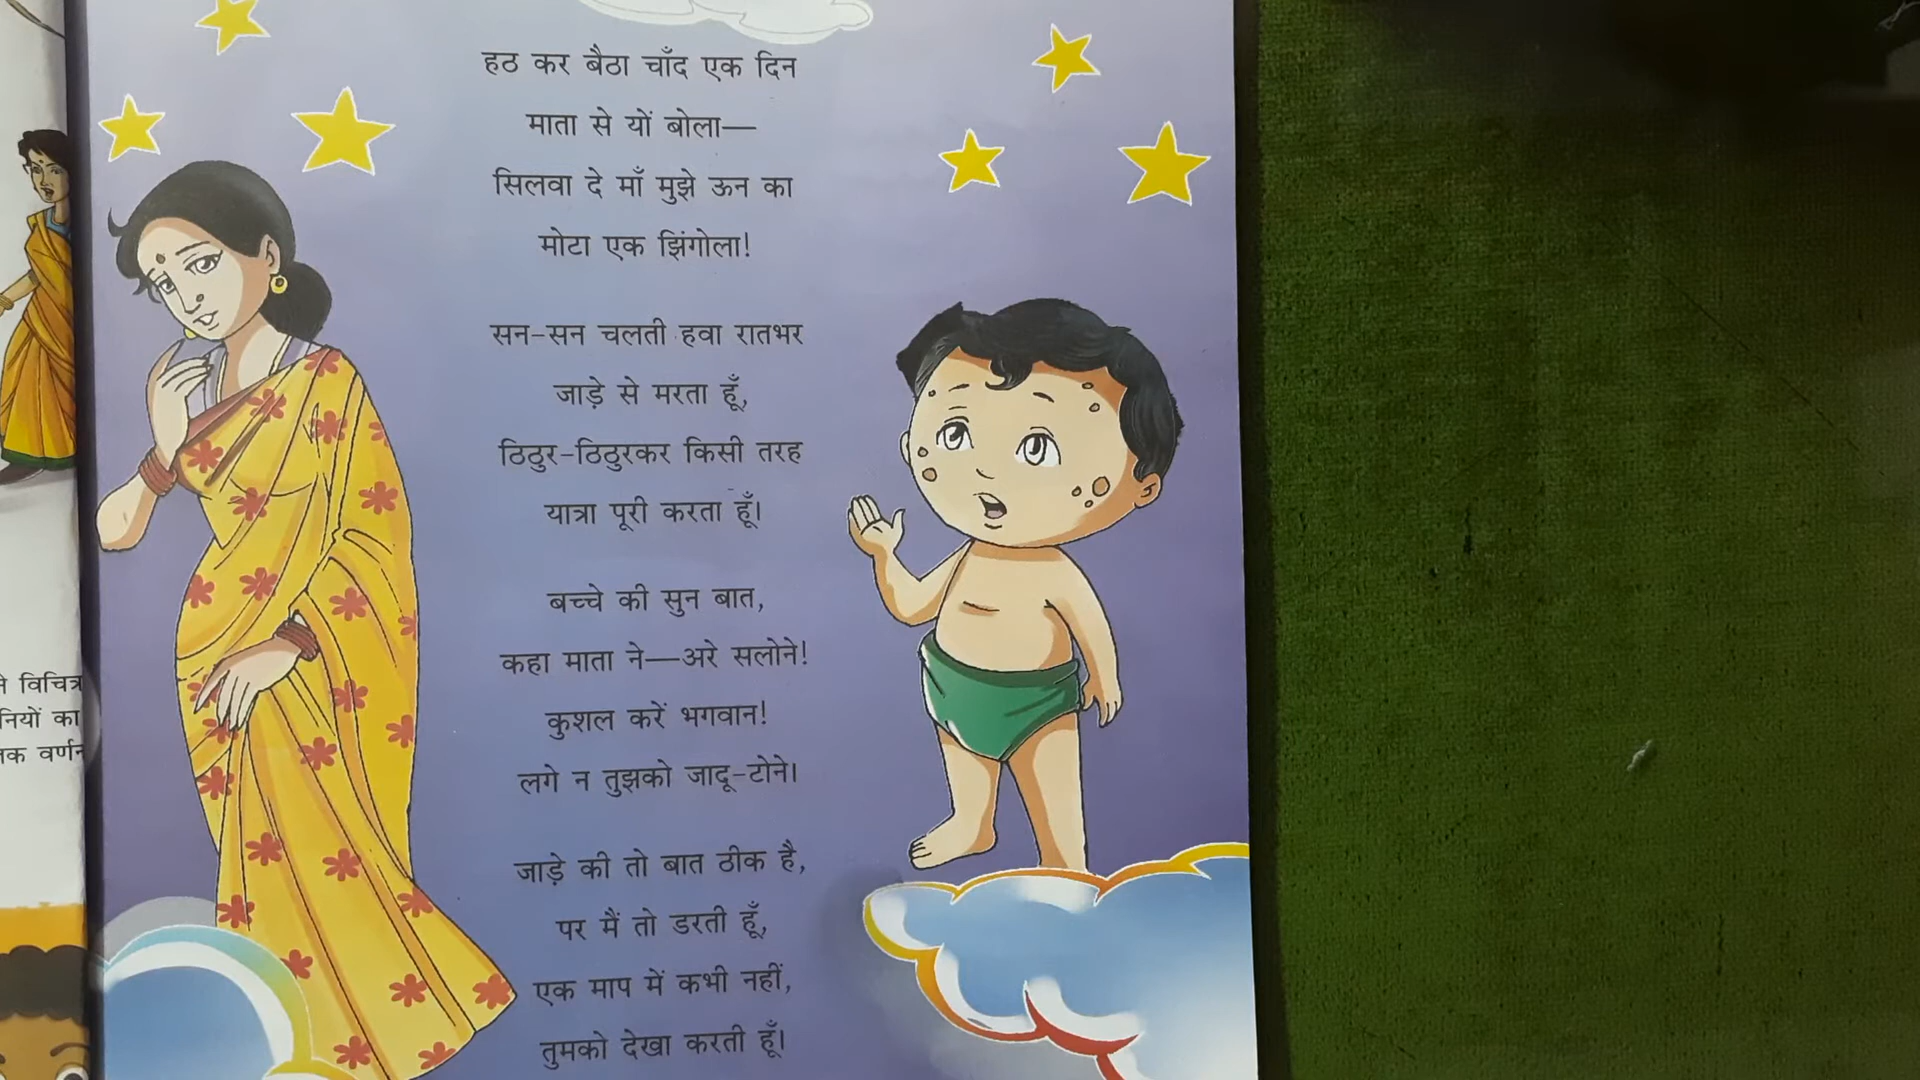 हठ कर बैठा चाँद एक दिन
माता से यों बोला—
सिलवा दे माँ मुझे ऊन का
मोटा एक झिंगोला!
सन-सन चलती हवा रातभर
जाड़े से मरता हूँ,
ठिठुर-ठिठुरकर किसी तरह
यात्रा पूरी करता हूँ।
बच्चे की सुन बात,
कहा माता ने—अरे सलोने!
कुशल करें भगवान!
लगे न तुझको जादू-टोने।
जाड़े की तो बात ठीक है,
पर मैं तो डरती हूँ,
एक माप में कभी नहीं,
तुमको देखा करती हूँ।
विचित्र
का
वर्णन